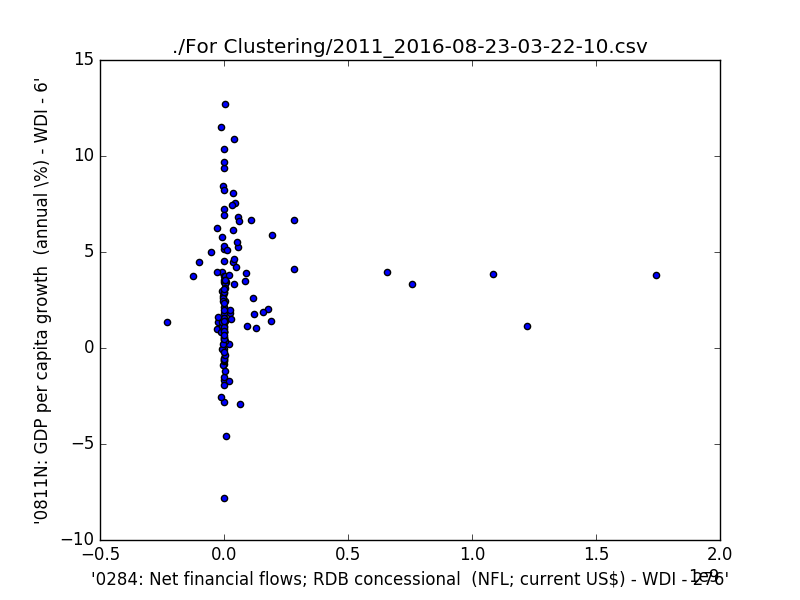 ./For Clustering/2011_2016-08-23-03-22-10.csv
15
10
5
0
−5
−10
'0811N: GDP per capita growth  (annual \%) - WDI - 6'
−0.5 0.0 0.5 1.0 1.5 2.0
1e9
'0284: Net financial flows; RDB concessional  (NFL; current US$) - WDI - 276'